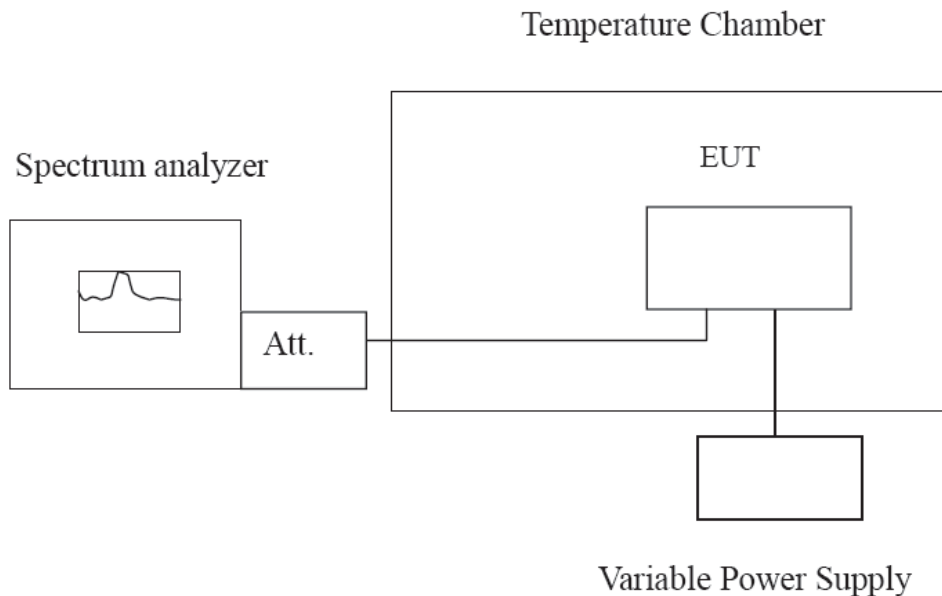 Temperature Chamber
Spectrum analyzer
EUT
Att.
Variable Power Supply